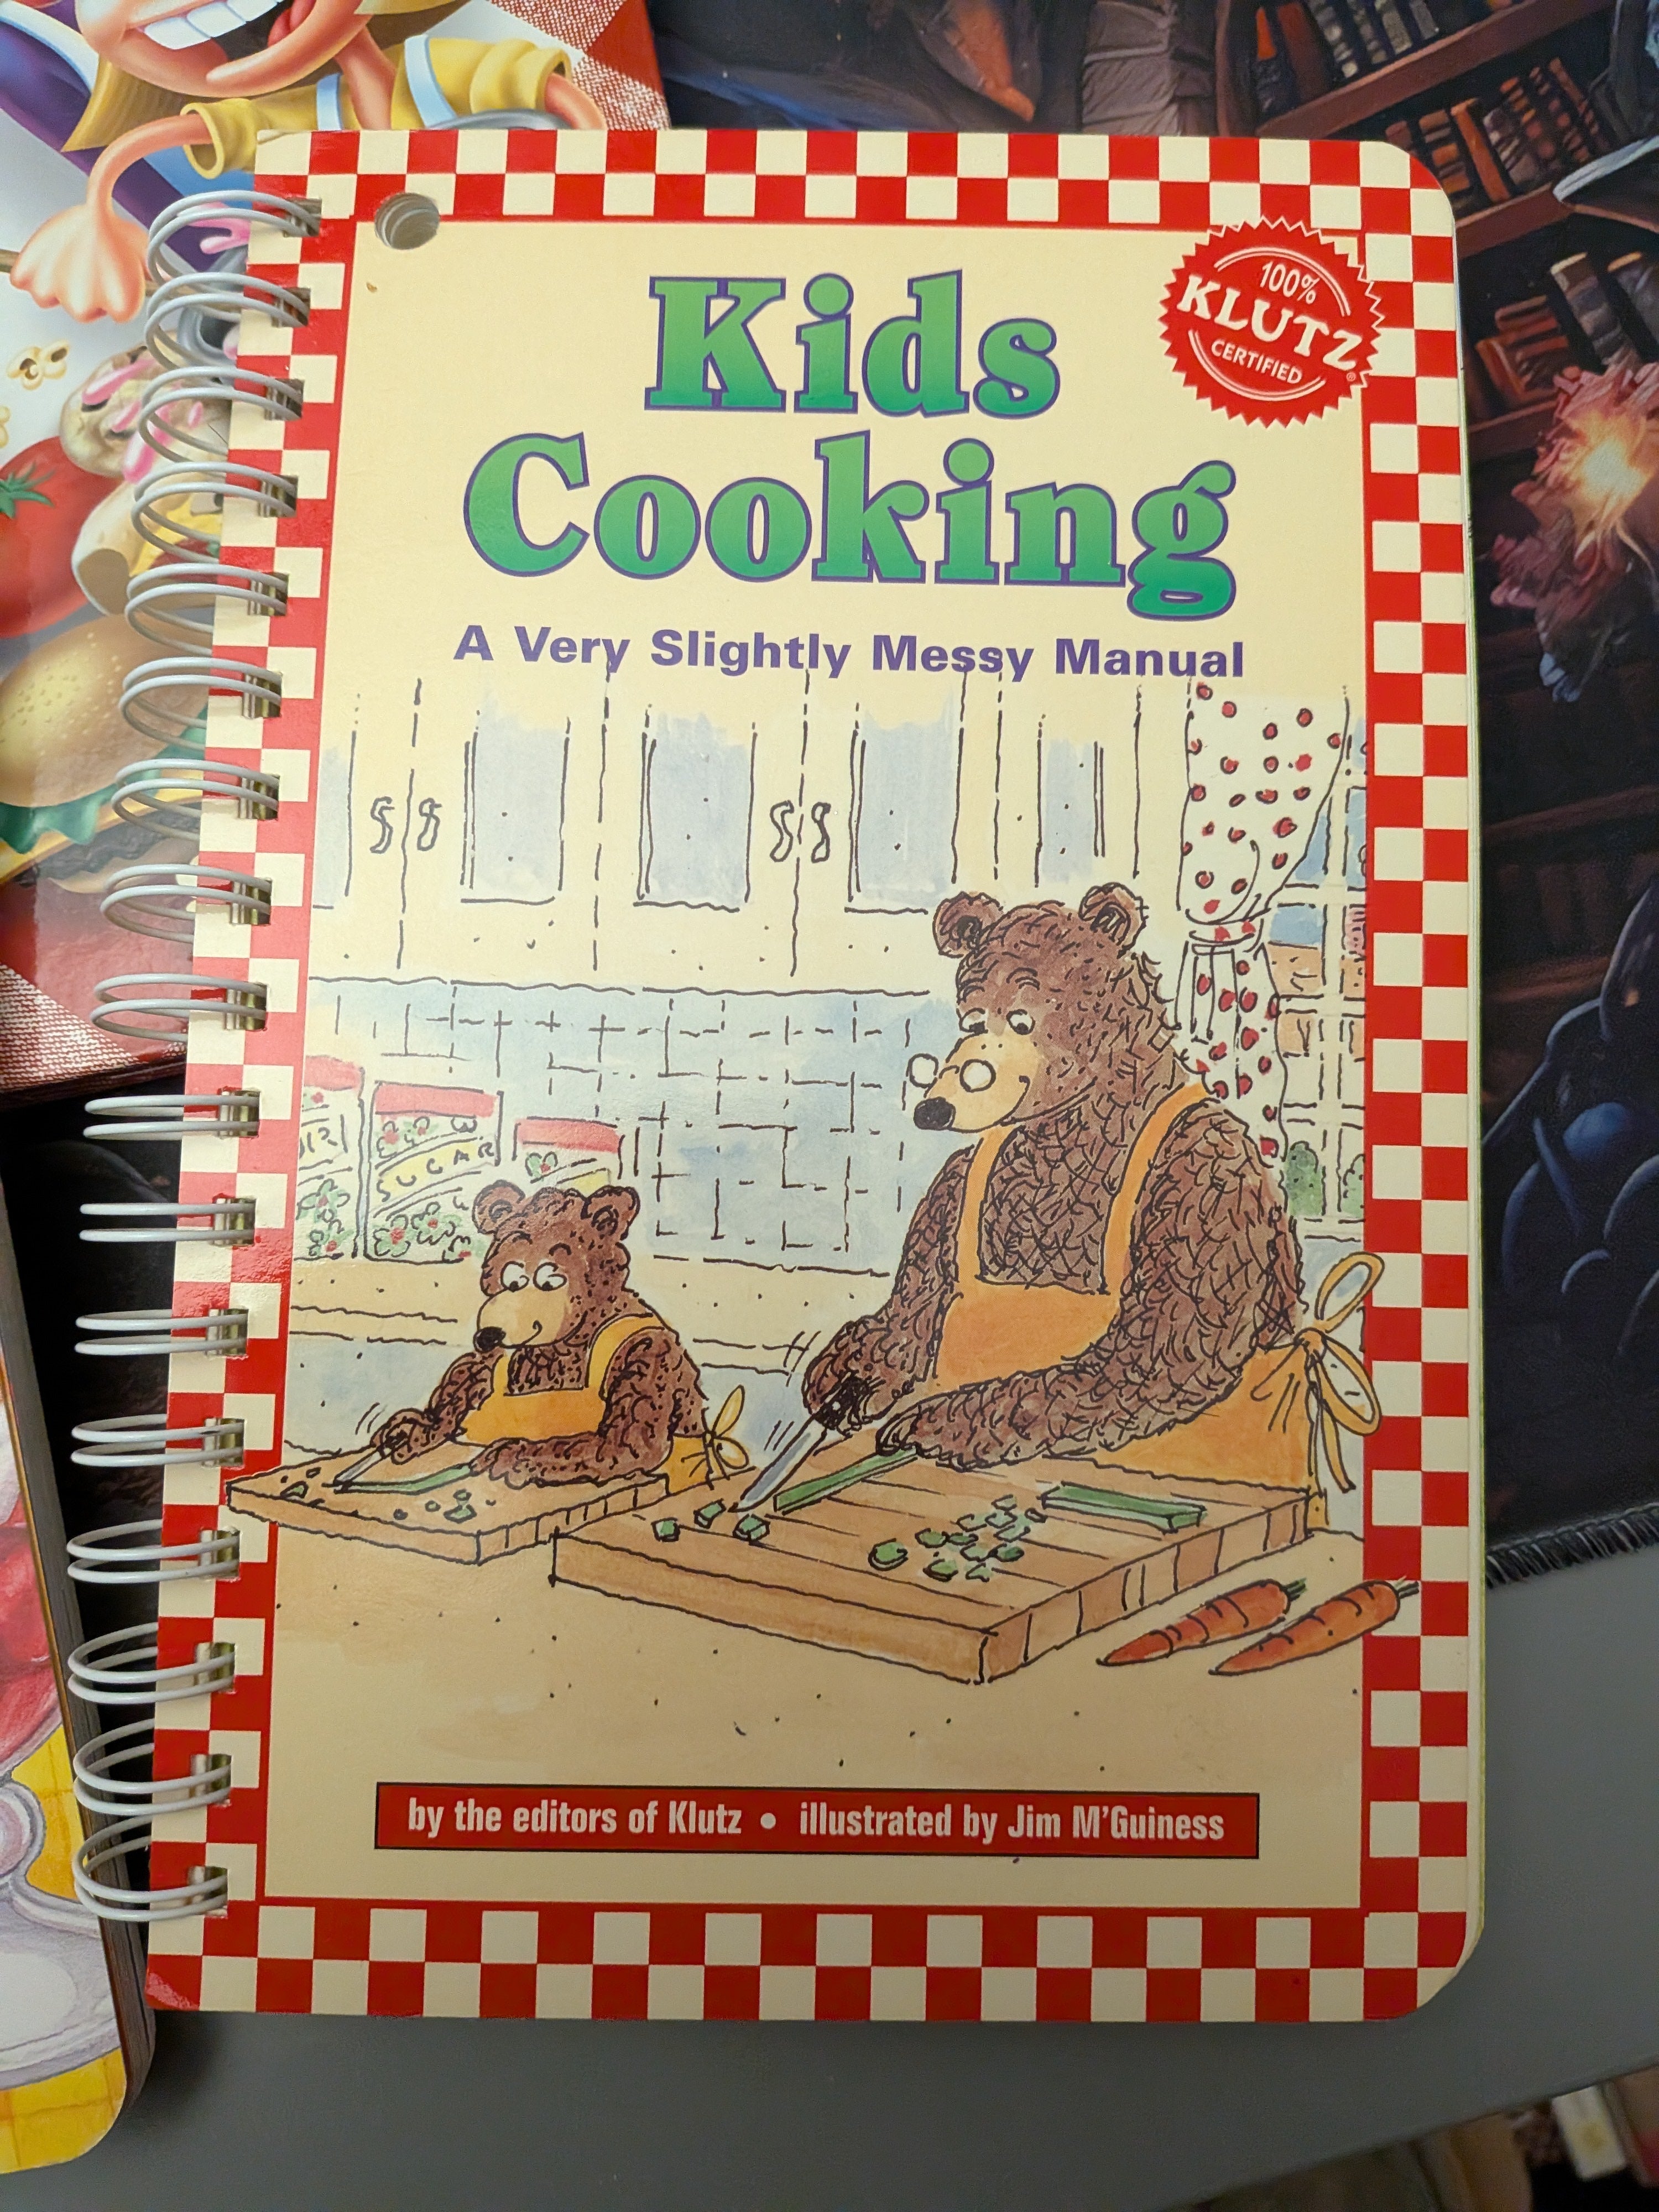 Kids
Cooking
100%
KLUTZ®
CERTIFIED
A Very Slightly Messy Manual
SUGAR
by the editors of Klutz • illustrated by Jim M'Guiness